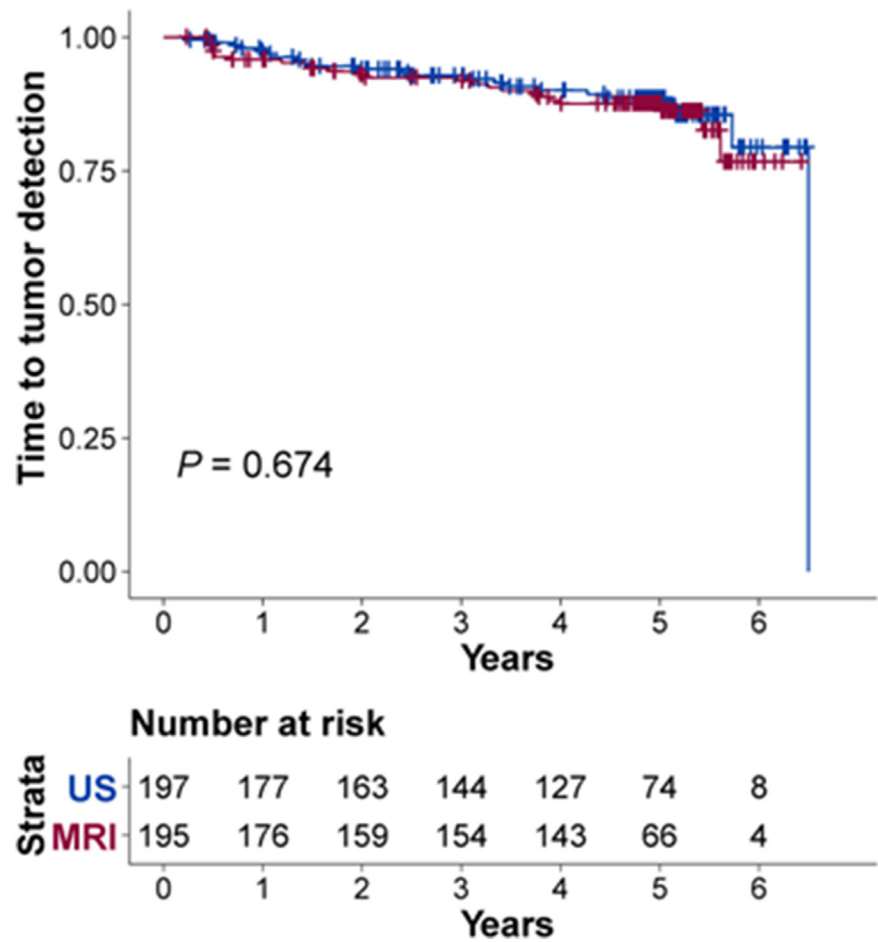 Time to tumor detection
1.00
0.75
0.50
0.25
0.00
P = 0.674
0 1 2 3 4 5 6
Years
Number at risk
Strata
US 197 177 163 144 127 74 8
MRI 195 176 159 154 143 66 4
0 1 2 3 4 5 6
Years